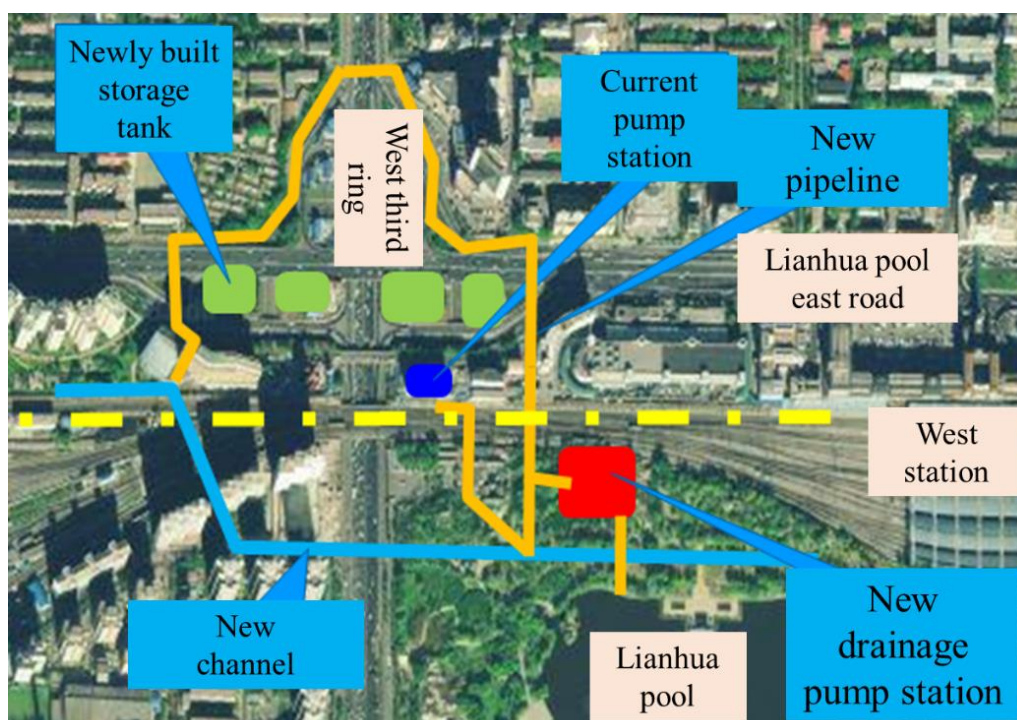 Newly built
storage
tank
West third
ring
Current
pump
station
New
pipeline
Lianhua pool
east road
West
station
New
channel
Lianhua
pool
New
drainage
pump station